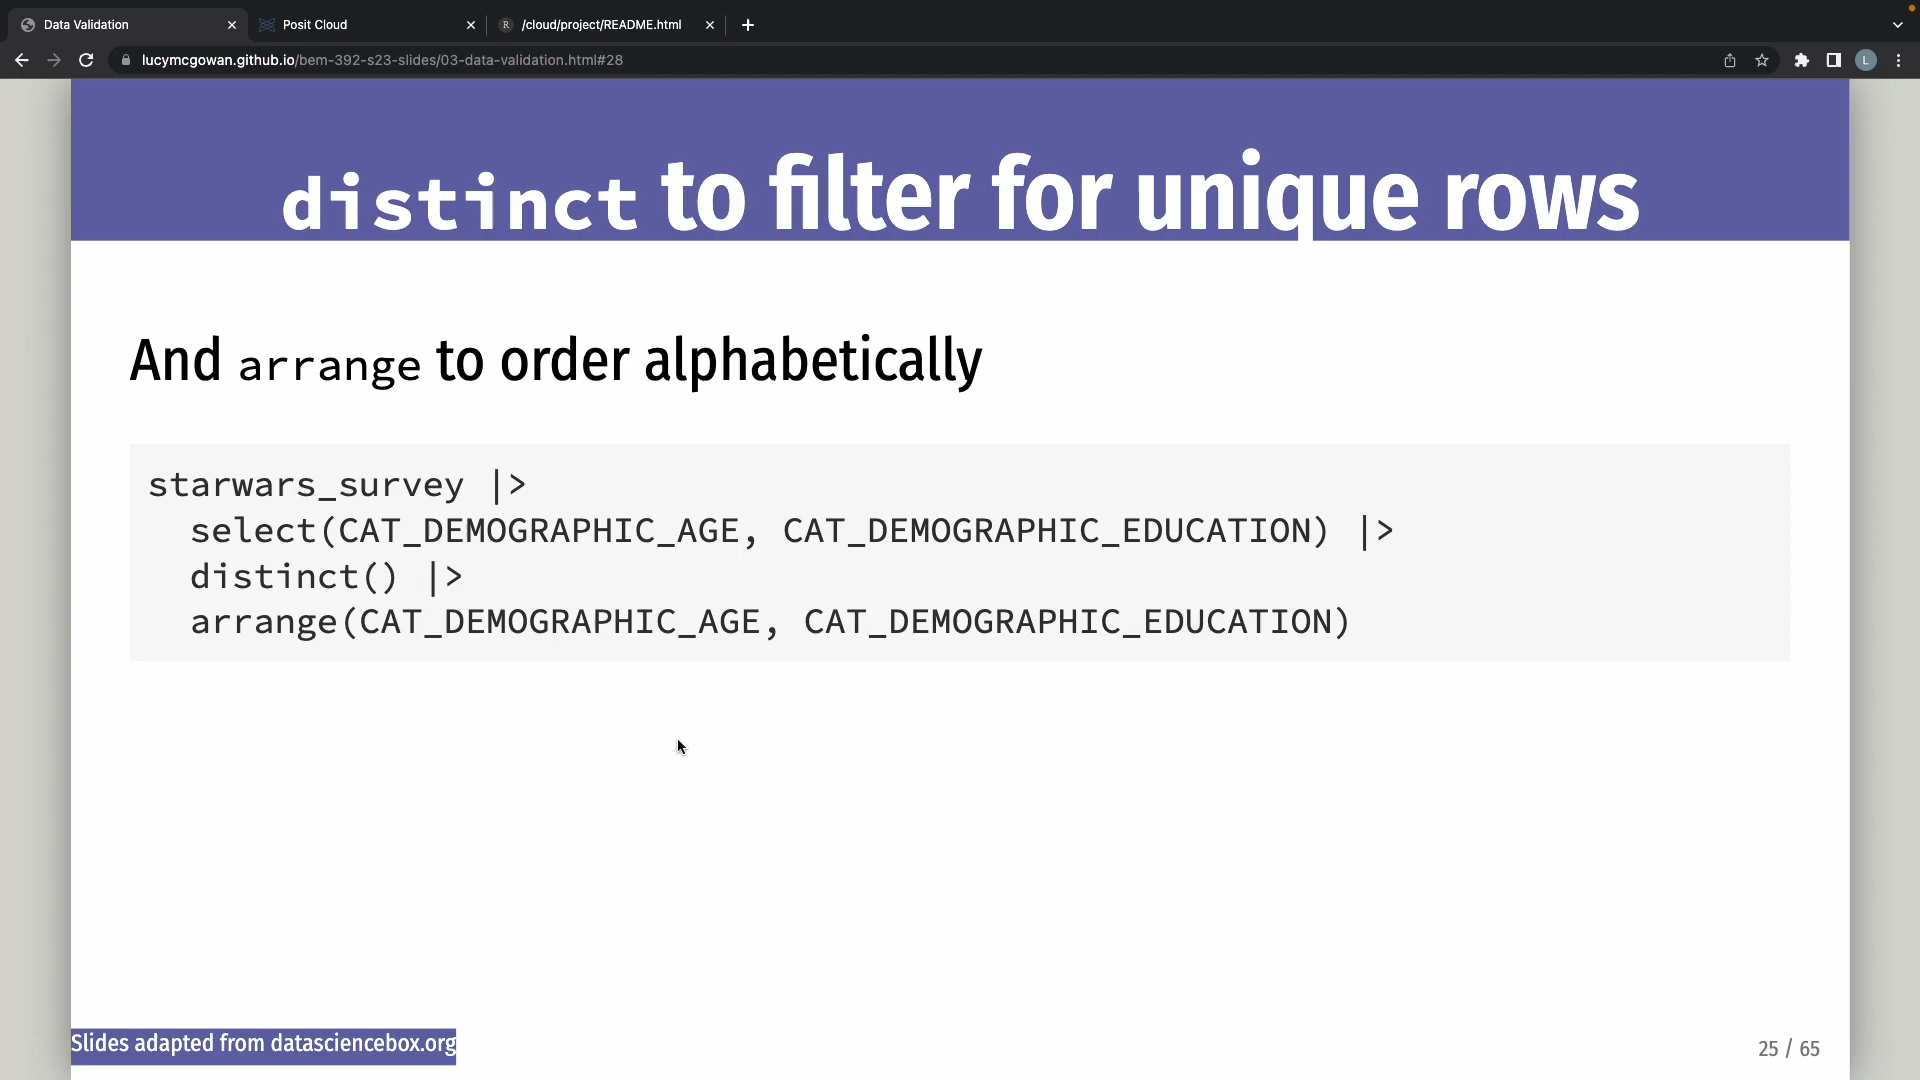 Data Validation
Posit Cloud
/cloud/project/README.html
lucymcgowan.github.io/bem-392-s23-slides/03-data-validation.html#28
L
distinct to filter for unique rows
And arrange to order alphabetically
starwars_survey |>
  select(CAT_DEMOGRAPHIC_AGE, CAT_DEMOGRAPHIC_EDUCATION) |>
  distinct() |>
  arrange(CAT_DEMOGRAPHIC_AGE, CAT_DEMOGRAPHIC_EDUCATION)
Slides adapted from datasciencebox.org
25 / 65